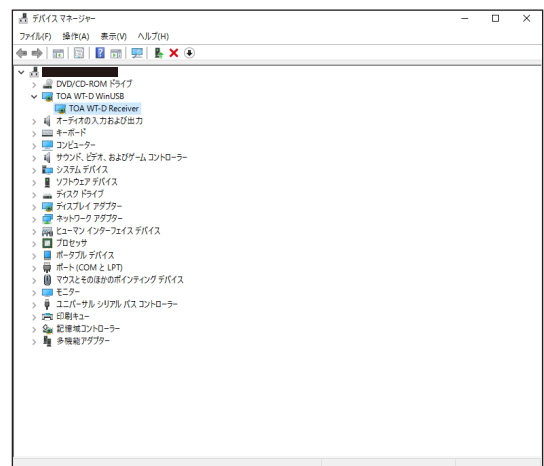 デバイス マネージャー
ファイル(F) 操作(A) 表示(V) ヘルプ(H)
DVD/CD-ROM ドライブ
TOA WT-D WinUSB
TOA WT-D Receiver
オーディオの入力および出力
キーボード
コンピューター
サウンド、ビデオ、およびゲーム コントローラー
システム デバイス
ソフトウェア デバイス
ディスク ドライブ
ディスプレイ アダプター
ネットワーク アダプター
ヒューマン インターフェイス デバイス
プロセッサ
ポータブル デバイス
ポート (COM と LPT)
マウスとそのほかのポインティング デバイス
モニター
ユニバーサル シリアル バス コントローラー
印刷キュー
記憶域コントローラー
多機能アダプター